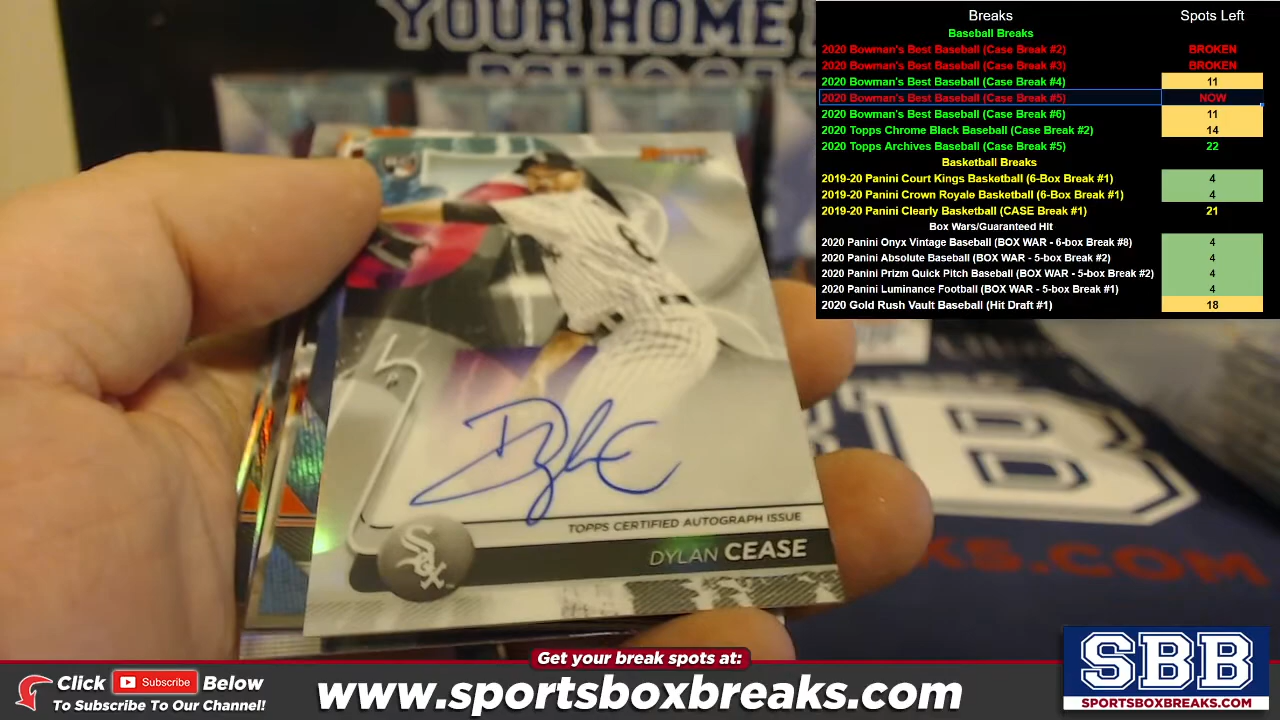 YOUR HOME
Breaks Spots Left
Baseball Breaks
2020 Bowman's Best Baseball (Case Break #2) BROKEN
2020 Bowman's Best Baseball (Case Break #3) BROKEN
2020 Bowman's Best Baseball (Case Break #4) 11
2020 Bowman's Best Baseball (Case Break #5) NOW
2020 Bowman's Best Baseball (Case Break #6) 11
2020 Topps Chrome Black Baseball (Case Break #2) 14
2020 Topps Archives Baseball (Case Break #5) 22
Basketball Breaks
2019-20 Panini Court Kings Basketball (6-Box Break #1) 4
2019-20 Panini Crown Royale Basketball (6-Box Break #1) 4
2019-20 Panini Clearly Basketball (CASE Break #1) 21
Box Wars/Guaranteed Hit
2020 Panini Onyx Vintage Baseball (BOX WAR - 6-box Break #8) 4
2020 Panini Absolute Baseball (BOX WAR - 5-box Break #2) 4
2020 Panini Prizm Quick Pitch Baseball (BOX WAR - 5-box Break #2) 4
2020 Panini Luminance Football (BOX WAR - 5-box Break #1) 4
2020 Gold Rush Vault Baseball (Hit Draft #1) 18
TOPPS CERTIFIED AUTOGRAPH ISSUE
DYLAN CEASE
Sox
B
KS.COM
Get your break spots at:
Click Subscribe Below
To Subscribe To Our Channel!
www.sportsboxbreaks.com
SBB
SPORTSBOXBREAKS.COM